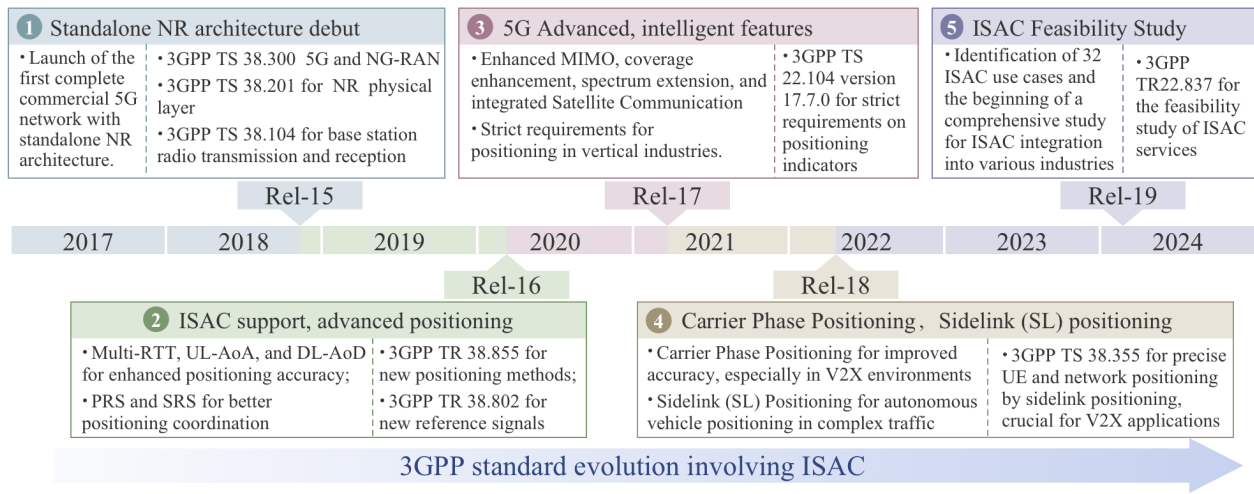 1 Standalone NR architecture debut
• Launch of the
first complete
commercial 5G
network with
standalone NR
architecture.
• 3GPP TS 38.300 5G and NG-RAN
• 3GPP TS 38.201 for NR physical
layer
• 3GPP TS 38.104 for base station
radio transmission and reception
3 5G Advanced, intelligent features
• Enhanced MIMO, coverage
enhancement, spectrum extension, and
integrated Satellite Communication
• Strict requirements for
positioning in vertical industries.
• 3GPP TS
22.104 version
17.7.0 for strict
requirements on
positioning
indicators
5 ISAC Feasibility Study
• Identification of 32
ISAC use cases and
the beginning of a
comprehensive study
for ISAC integration
into various industries
• 3GPP
TR22.837 for
the feasibility
study of ISAC
services
Rel-15
Rel-17
Rel-19
2017 2018 2019 2020 2021 2022 2023 2024
Rel-16
Rel-18
2 ISAC support, advanced positioning
• Multi-RTT, UL-AoA, and DL-AoD
for enhanced positioning accuracy;
• PRS and SRS for better
positioning coordination
• 3GPP TR 38.855 for
new positioning methods;
• 3GPP TR 38.802 for
new reference signals
4 Carrier Phase Positioning, Sidelink (SL) positioning
• Carrier Phase Positioning for improved
accuracy, especially in V2X environments
• Sidelink (SL) Positioning for autonomous
vehicle positioning in complex traffic
• 3GPP TS 38.355 for precise
UE and network positioning
by sidelink positioning,
crucial for V2X applications
3GPP standard evolution involving ISAC